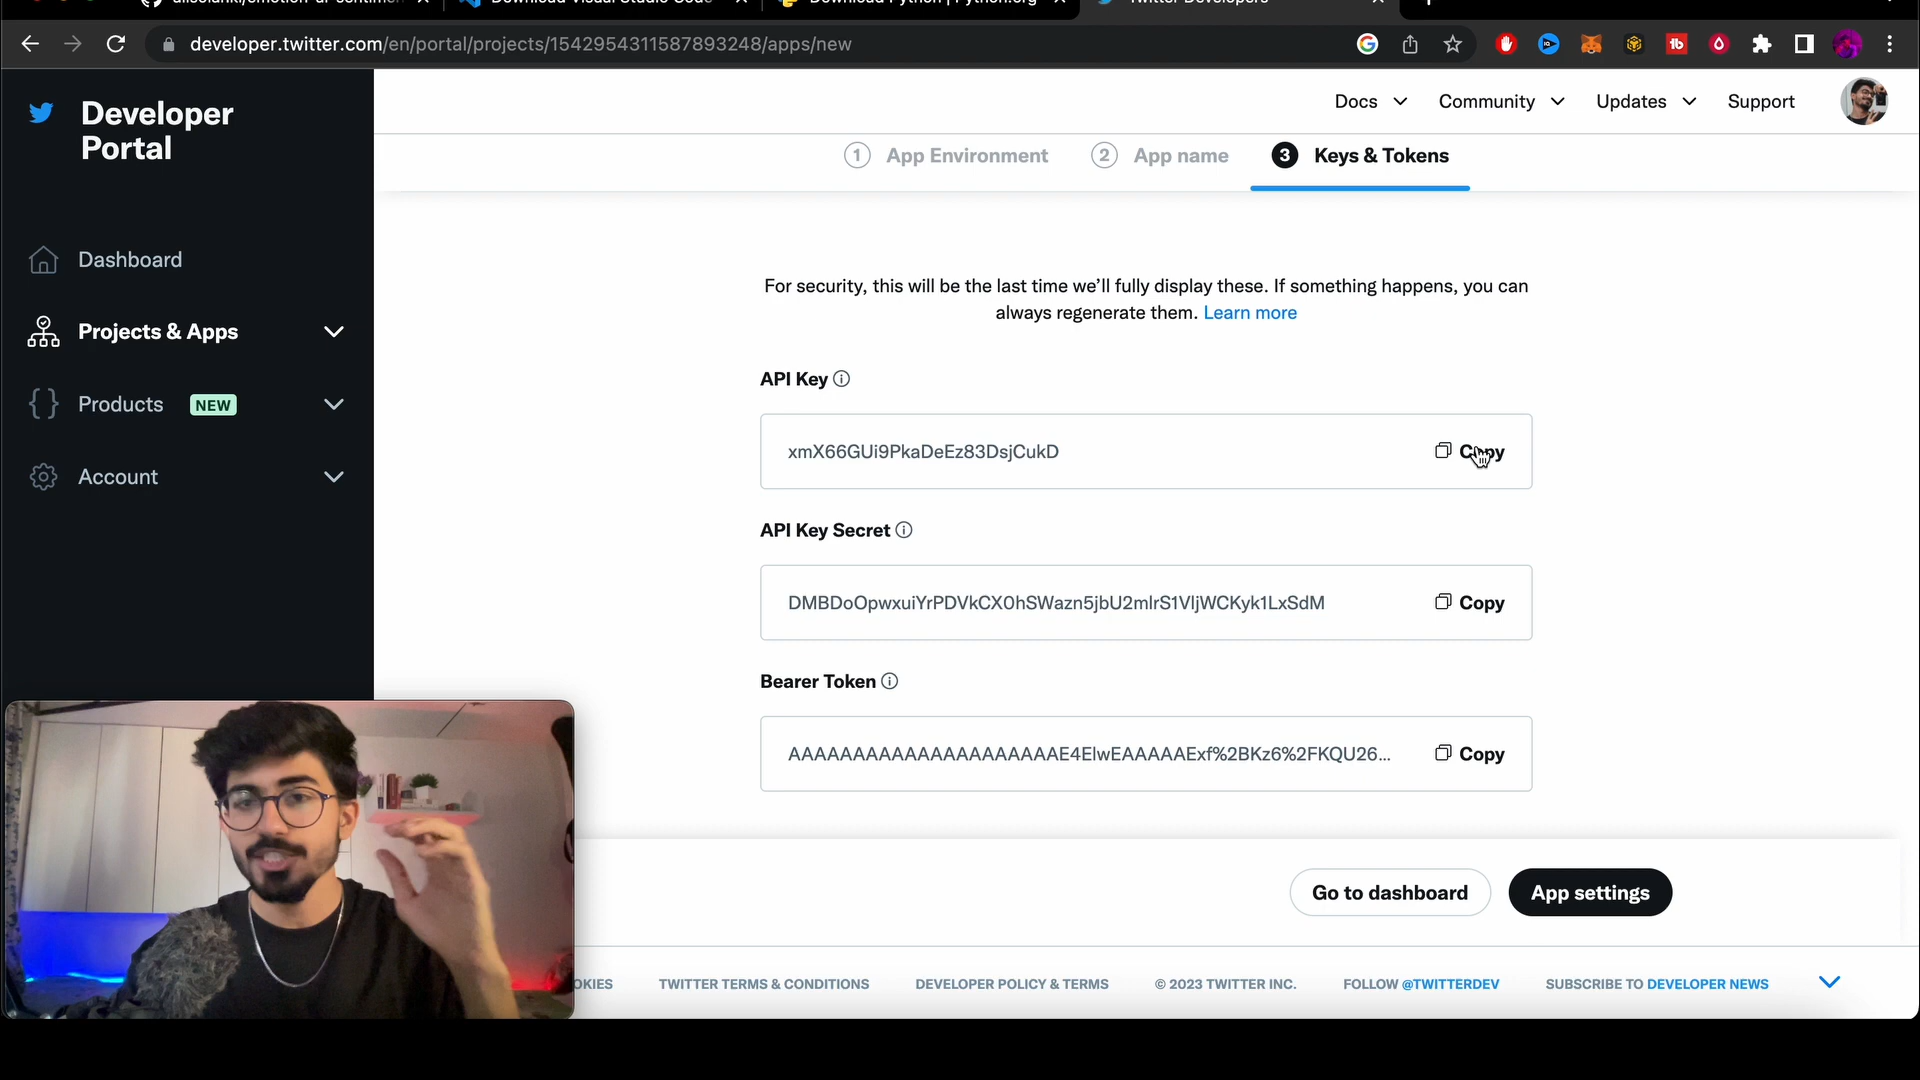 developer.twitter.com/en/portal/projects/1542954311587893248/apps/new
Developer
Portal
Docs Community Updates Support
1 App Environment 2 App name 3 Keys & Tokens
Dashboard
Projects & Apps
Products NEW
Account
For security, this will be the last time we’ll fully display these. If something happens, you can
always regenerate them. Learn more
API Key
xmX66GUi9PkaDeEz83DsjCukD Copy
API Key Secret
Copy
Bearer Token
Copy
Go to dashboard App settings
TWITTER TERMS & CONDITIONS DEVELOPER POLICY & TERMS © 2023 TWITTER INC. FOLLOW @TWITTERDEV SUBSCRIBE TO DEVELOPER NEWS